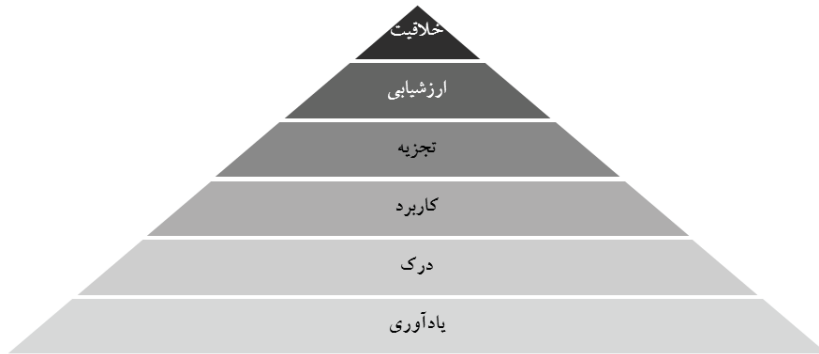 خلاقیت
ارزشیابی
تجزیه
کاربرد
درک
یادآوری